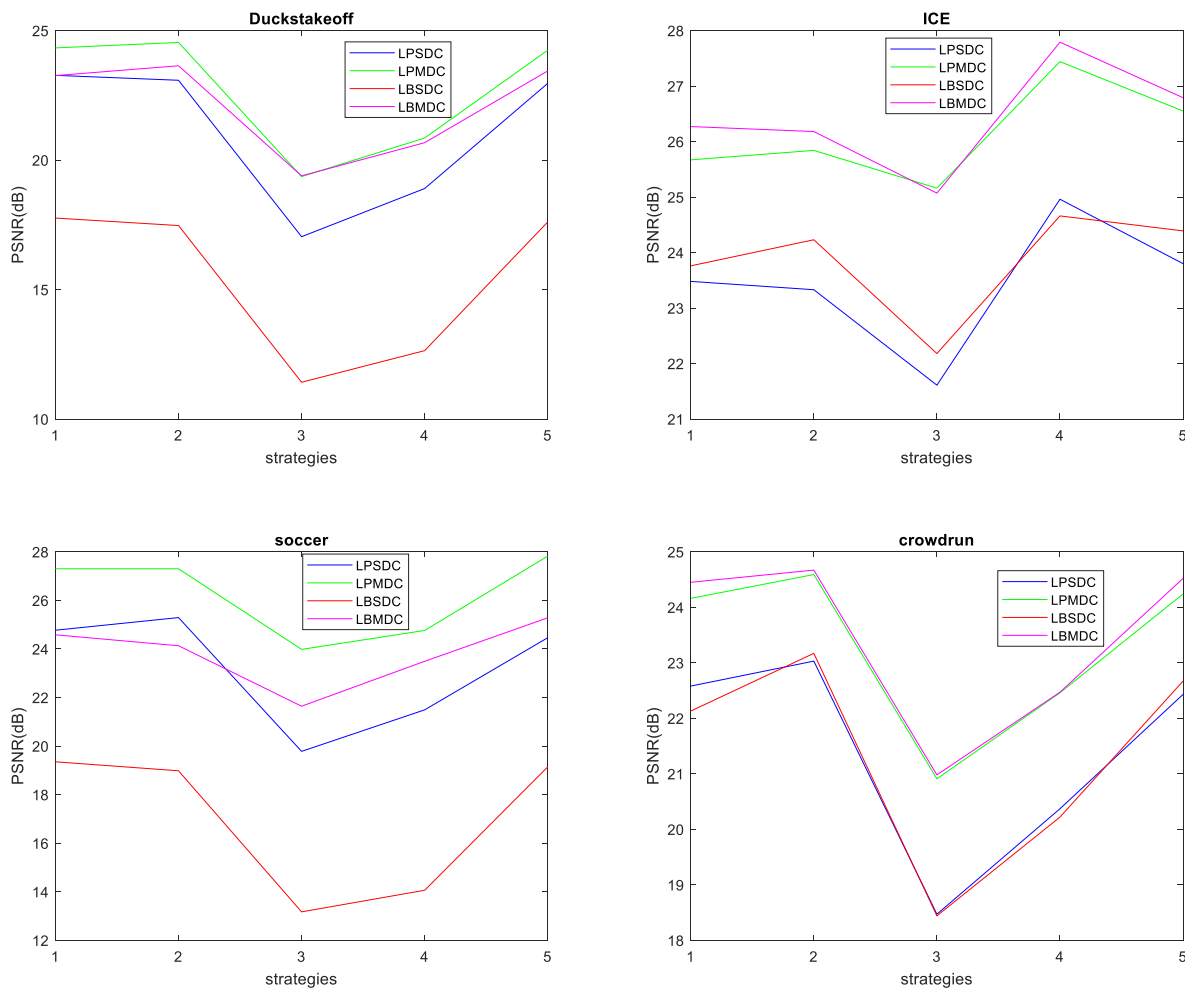 Duckstakeoff
25
20
15
10
PSNR(dB)
LPSDC
LPMDC
LBSDC
LBMDC
1 2 3 4 5
strategies
ICE
28
27
26
25
24
23
22
21
PSNR(dB)
LPSDC
LPMDC
LBSDC
LBMDC
1 2 3 4 5
strategies
soccer
28
26
24
22
20
18
16
14
12
PSNR(dB)
LPSDC
LPMDC
LBSDC
LBMDC
1 2 3 4 5
strategies
crowdrun
25
24
23
22
21
20
19
18
PSNR(dB)
LPSDC
LPMDC
LBSDC
LBMDC
1 2 3 4 5
strategies